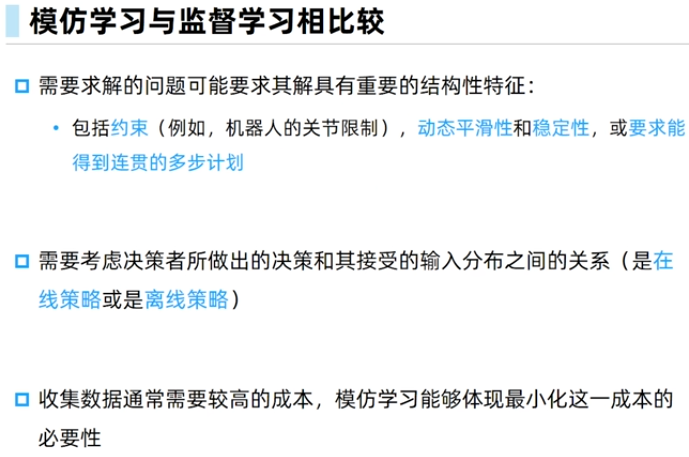 模仿学习与监督学习相比较
需要求解的问题可能要求其解具有重要的结构性特征：
• 包括约束（例如，机器人的关节限制），动态平滑性和稳定性，或要求能
得到连贯的多步计划
需要考虑决策者所做出的决策和其接受的输入分布之间的关系（是在
线策略或是离线策略）
收集数据通常需要较高的成本，模仿学习能够体现最小化这一成本的
必要性